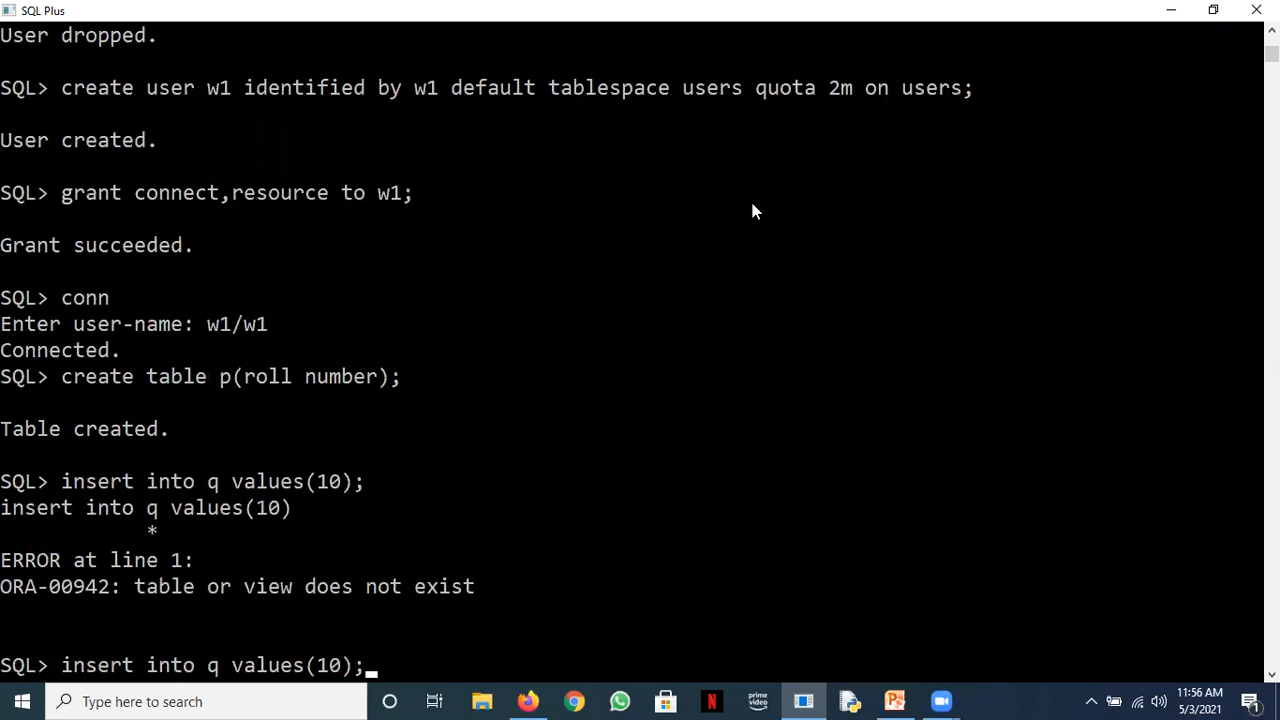 SQL Plus
User dropped.
SQL> create user w1 identified by w1 default tablespace users quota 2m on users;
User created.
SQL> grant connect,resource to w1;
Grant succeeded.
SQL> conn
Enter user-name: w1/w1
Connected.
SQL> create table p(roll number);
Table created.
SQL> insert into q values(10);
insert into q values(10)
*
ERROR at line 1:
ORA-00942: table or view does not exist
SQL> insert into q values(10);
Type here to search
N
prime
video
11:56 AM
5/3/2021
1